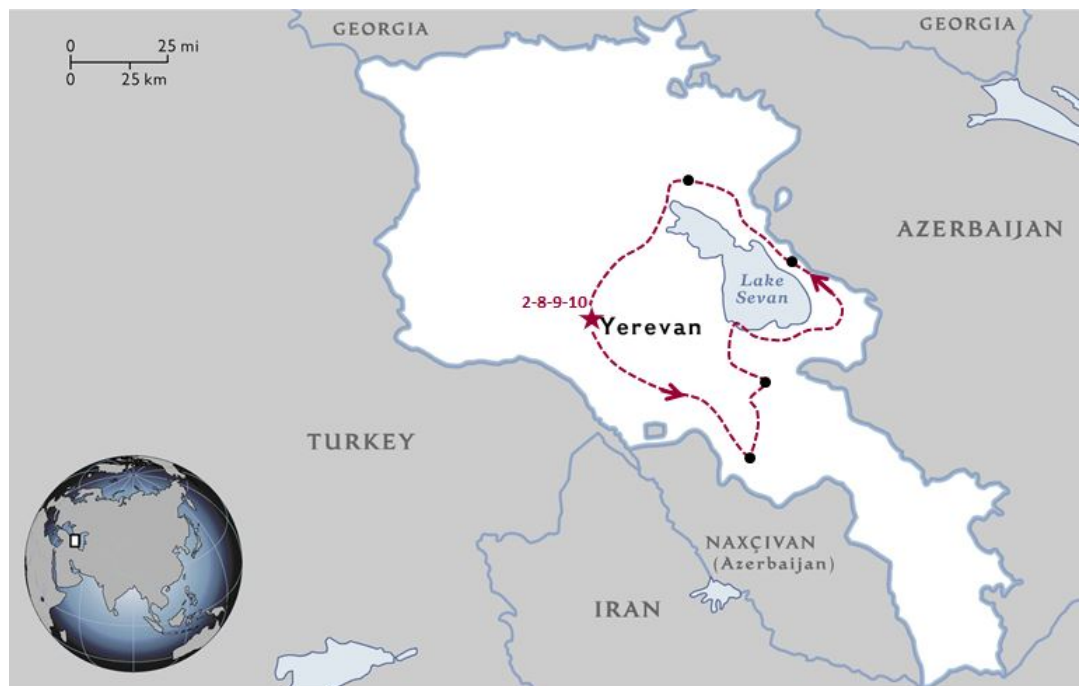 0 25 mi
0 25 km
GEORGIA
GEORGIA
AZERBAIJAN
Lake
Sevan
2-8-9-10
Yerevan
TURKEY
NAXÇIVAN
(Azerbaijan)
IRAN